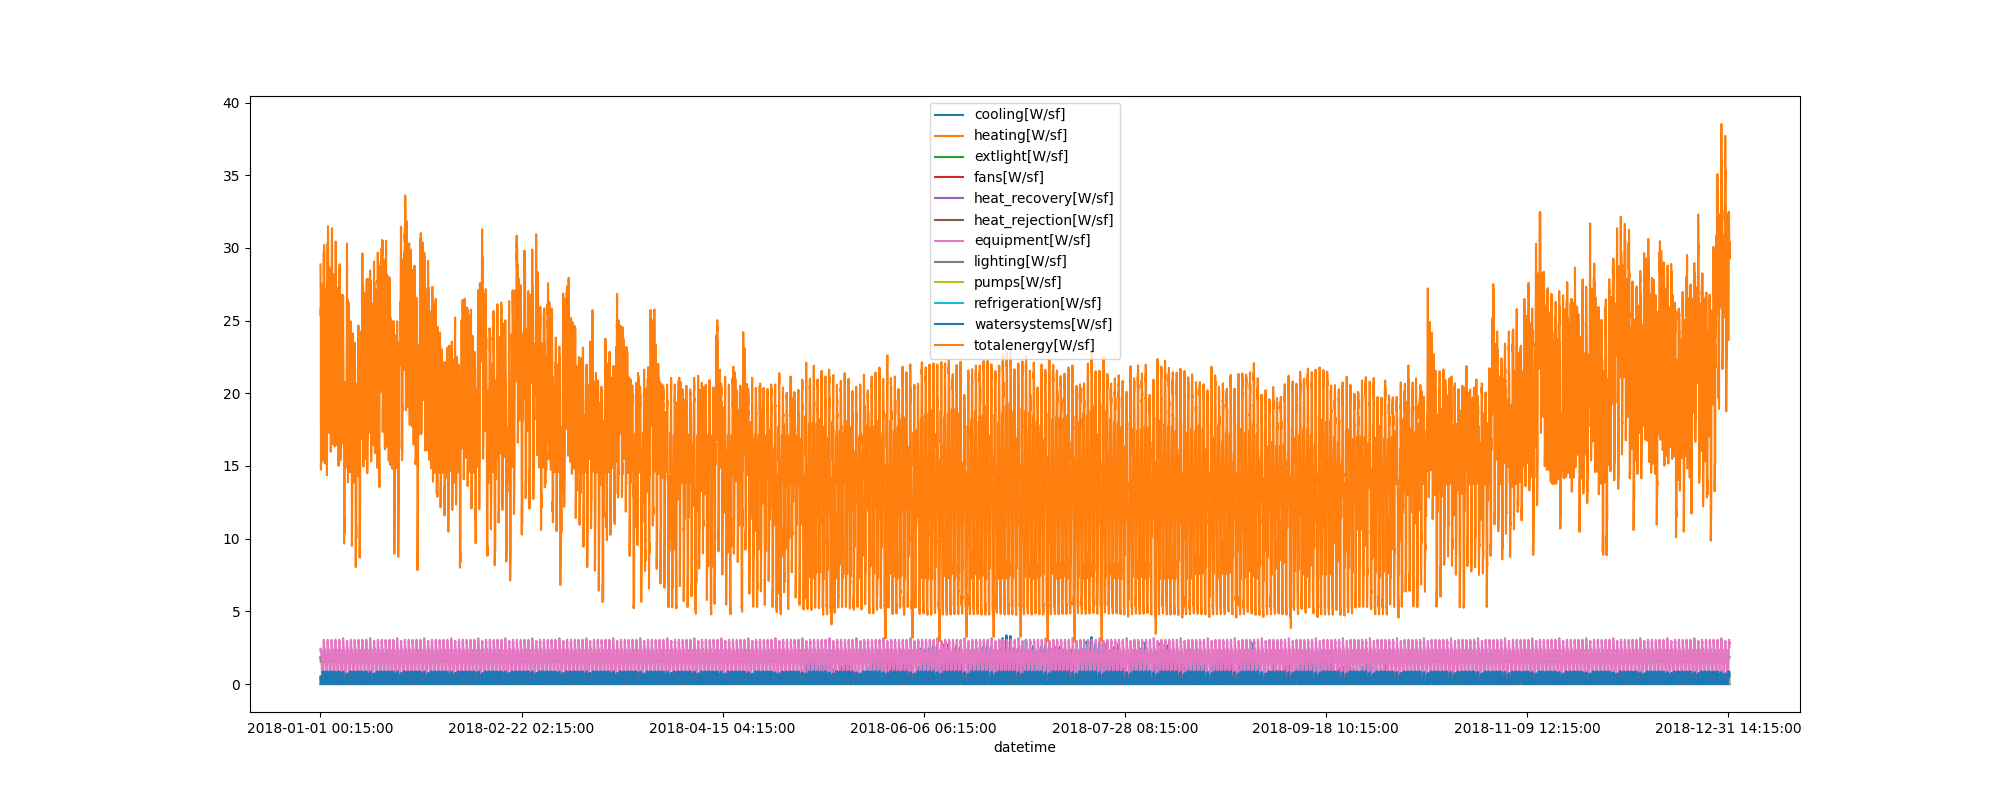 40
35
30
25
20
15
10
5
0
cooling[W/sf]
heating[W/sf]
extlight[W/sf]
fans[W/sf]
heat_recovery[W/sf]
heat_rejection[W/sf]
equipment[W/sf]
lighting[W/sf]
pumps[W/sf]
refrigeration[W/sf]
watersystems[W/sf]
totalenergy[W/sf]
2018-01-01 00:15:00 2018-02-22 02:15:00 2018-04-15 04:15:00 2018-06-06 06:15:00 2018-07-28 08:15:00 2018-09-18 10:15:00 2018-11-09 12:15:00 2018-12-31 14:15:00
datetime